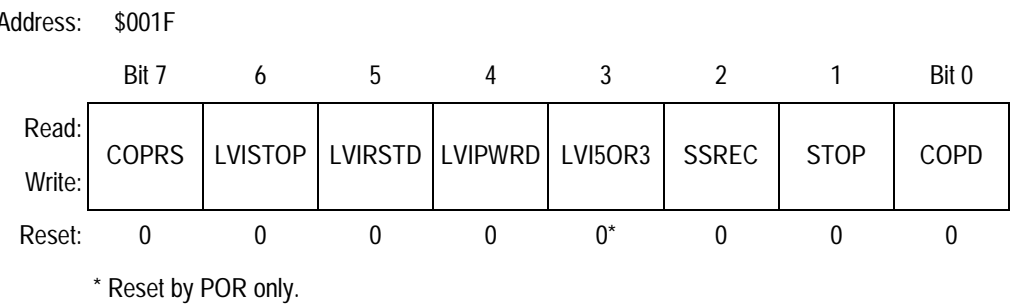 Address: $001F
Bit 7 6 5 4 3 2 1 Bit 0
Read:
COPRS LVISTOP LVIRSTD LVIPWRD LVI5OR3 SSREC STOP COPD
Write:
Reset: 0 0 0 0 0* 0 0 0
* Reset by POR only.